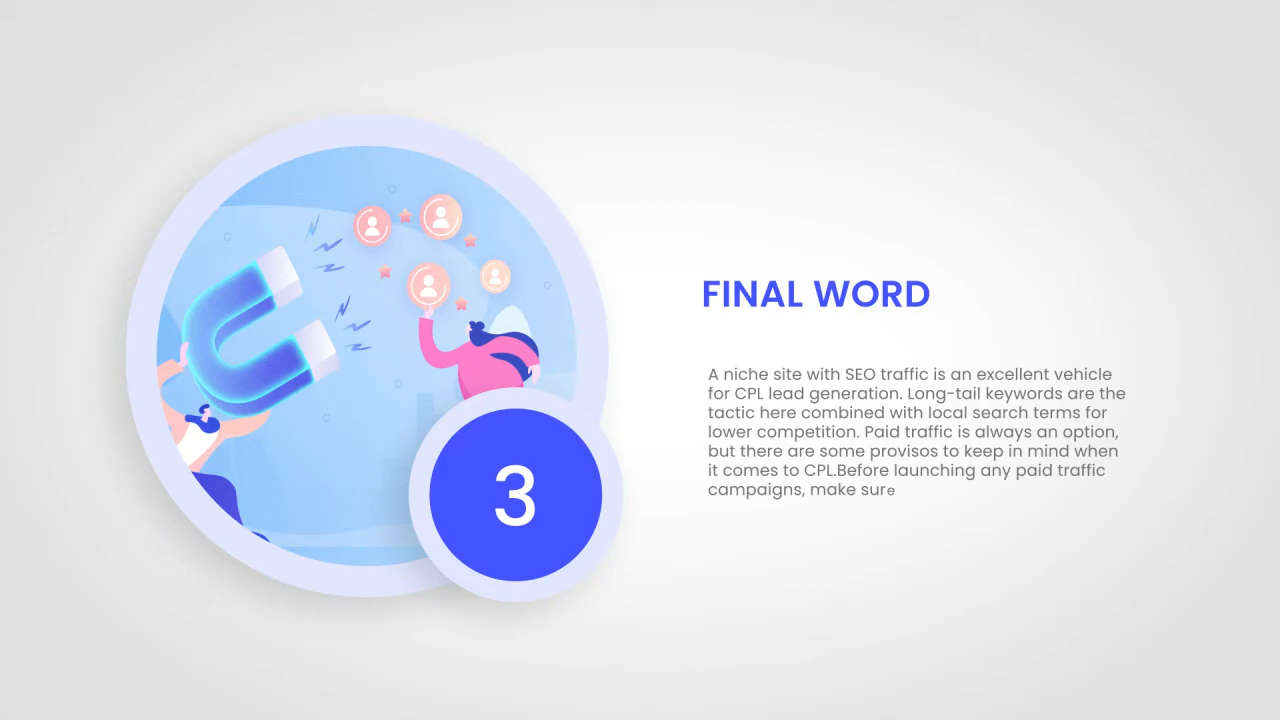 FINAL WORD
A niche site with SEO traffic is an excellent vehicle
for CPL lead generation. Long-tail keywords are the
tactic here combined with local search terms for
lower competition. Paid traffic is always an option,
but there are some provisos to keep in mind when
it comes to CPL.Before launching any paid traffic
campaigns, make sure
3